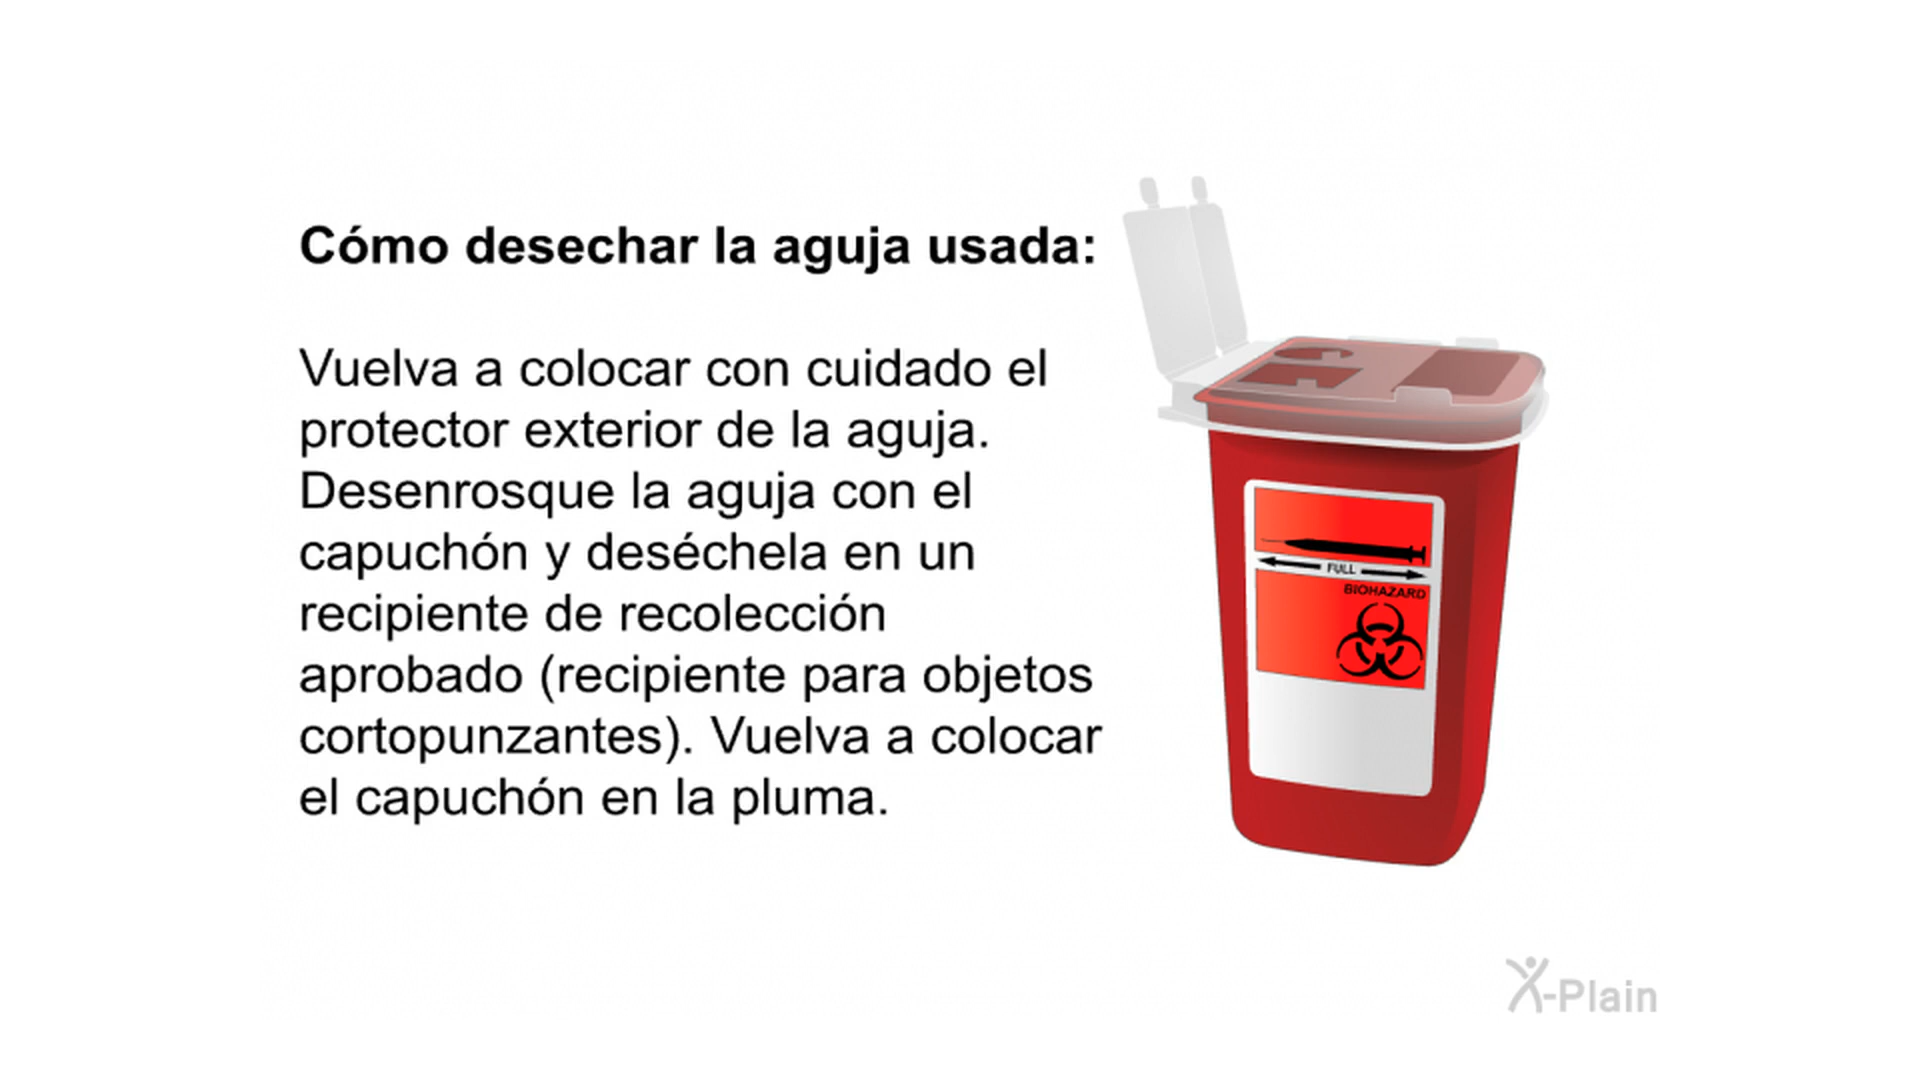 Cómo desechar la aguja usada:
Vuelva a colocar con cuidado el
protector exterior de la aguja.
Desenrosque la aguja con el
capuchón y deséchela en un
recipiente de recolección
aprobado (recipiente para objetos
cortopunzantes). Vuelva a colocar
el capuchón en la pluma.
FULL
BIOHAZARD
X-Plain